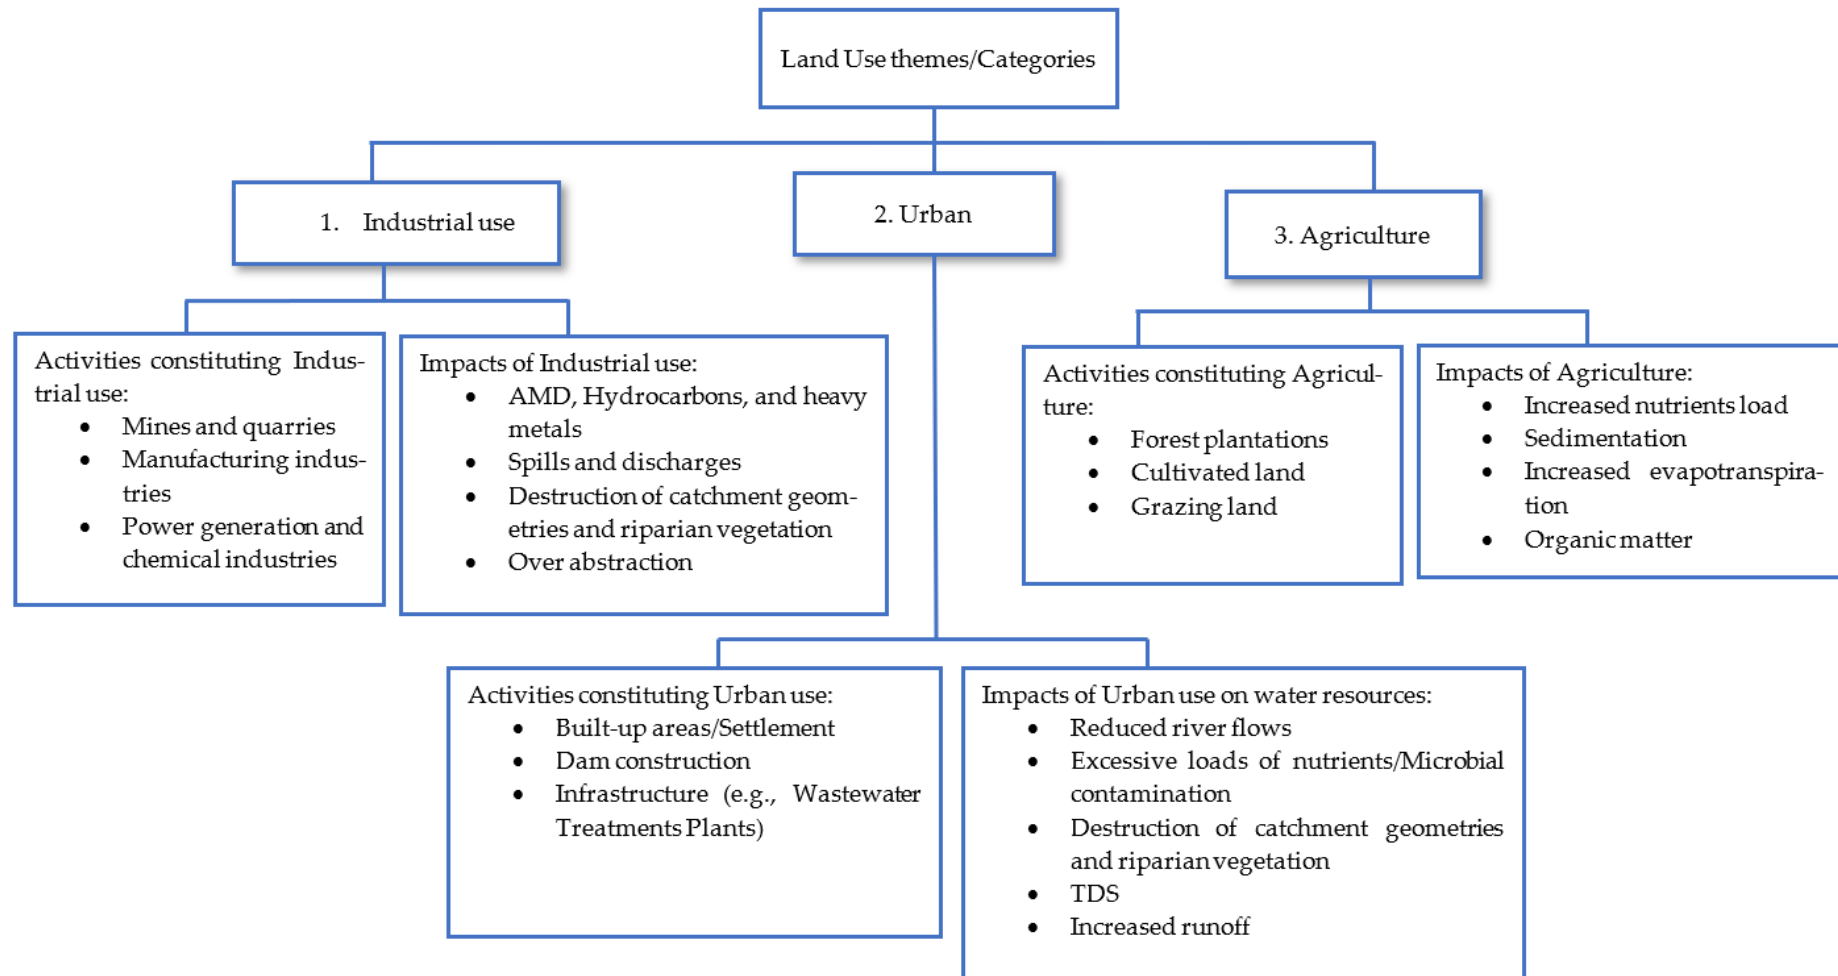 Land Use themes/Categories
1. Industrial use
2. Urban
3. Agriculture
Activities constituting Indus-
trial use:
• Mines and quarries
• Manufacturing indus-
tries
• Power generation and
chemical industries
Impacts of Industrial use:
• AMD, Hydrocarbons, and heavy
metals
• Spills and discharges
• Destruction of catchment geom-
etries and riparian vegetation
• Over abstraction
Activities constituting Agricul-
ture:
• Forest plantations
• Cultivated land
• Grazing land
Impacts of Agriculture:
• Increased nutrients load
• Sedimentation
• Increased evapotranspira-
tion
• Organic matter
Activities constituting Urban use:
• Built-up areas/Settlement
• Dam construction
• Infrastructure (e.g., Wastewater
Treatments Plants)
Impacts of Urban use on water resources:
• Reduced river flows
• Excessive loads of nutrients/Microbial
contamination
• Destruction of catchment geometries
and riparian vegetation
• TDS
• Increased runoff